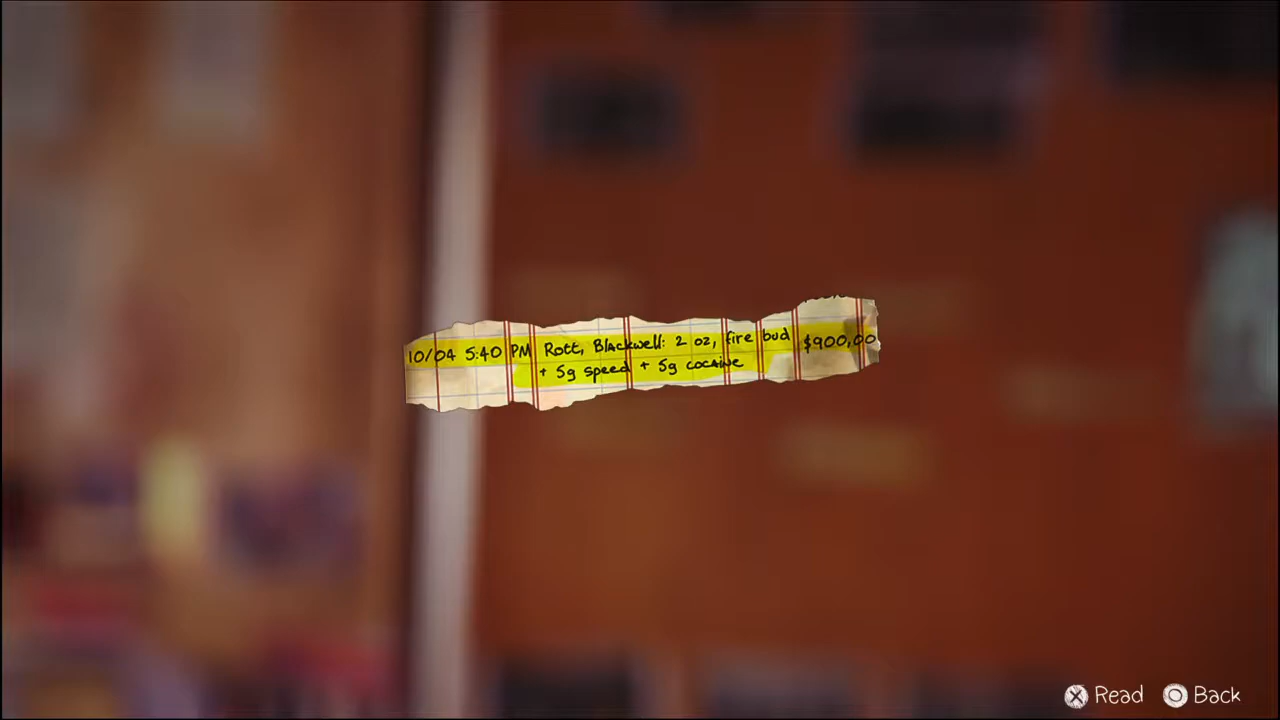 10/04 5:40 PM Rott, Blackwell: 2 oz, fire bud $900,00
+ 5g speed + 5g cocaine
Read Back